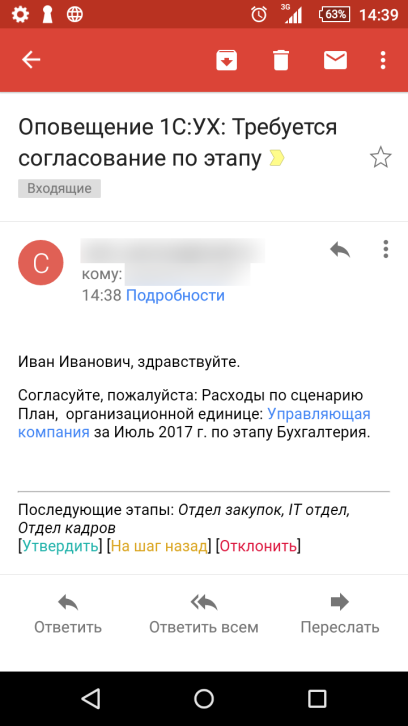 3G 63% 14:39
Оповещение 1С:УХ: Требуется
согласование по этапу
Входящие
С
кому:
14:38 Подробности
Иван Иванович, здравствуйте.
Согласуйте, пожалуйста: Расходы по сценарию
План, организационной единице: Управляющая
компания за Июль 2017 г. по этапу Бухгалтерия.
Последующие этапы: Отдел закупок, IT отдел,
Отдел кадров
[Утвердить] [На шаг назад] [Отклонить]
Ответить Ответить всем Переслать